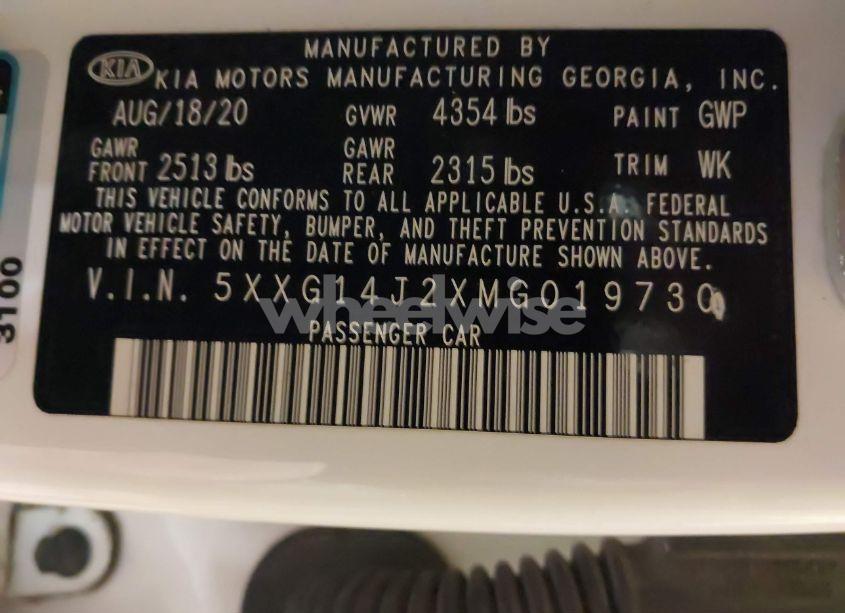 MANUFACTURED BY
KIA KIA MOTORS MANUFACTURING GEORGIA, INC.
AUG/18/20 GVWR 4354 lbs PAINT GWP
GAWR FRONT 2513 lbs GAWR REAR 2315 lbs TRIM WK
THIS VEHICLE CONFORMS TO ALL APPLICABLE U.S.A. FEDERAL
MOTOR VEHICLE SAFETY, BUMPER, AND THEFT PREVENTION STANDARDS
IN EFFECT ON THE DATE OF MANUFACTURE SHOWN ABOVE.
V.I.N. 5XXG14J2XMG019730
wheelwise
PASSENGER CAR
3100